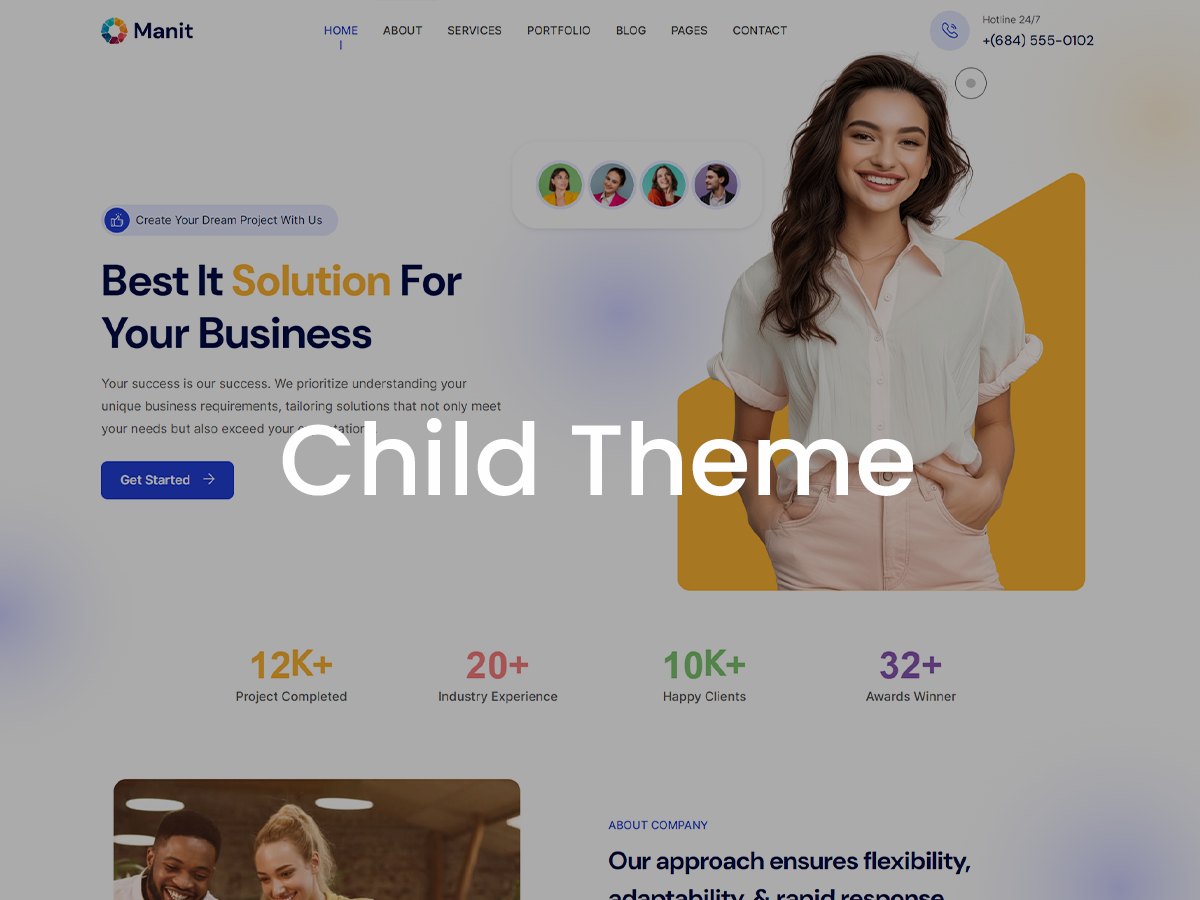 Manit
HOME
ABOUT
SERVICES
PORTFOLIO
BLOG
PAGES
CONTACT
Hotline 24/7
+(684) 555-0102
Create Your Dream Project With Us
Best It Solution For
Your Business
Your success is our success. We prioritize understanding your
unique business requirements, tailoring solutions that not only meet
your needs but also exceed your
Child Theme
Get Started
12K+
Project Completed
20+
Industry Experience
10K+
Happy Clients
32+
Awards Winner
ABOUT COMPANY
Our approach ensures flexibility,
adaptability, & rapid response